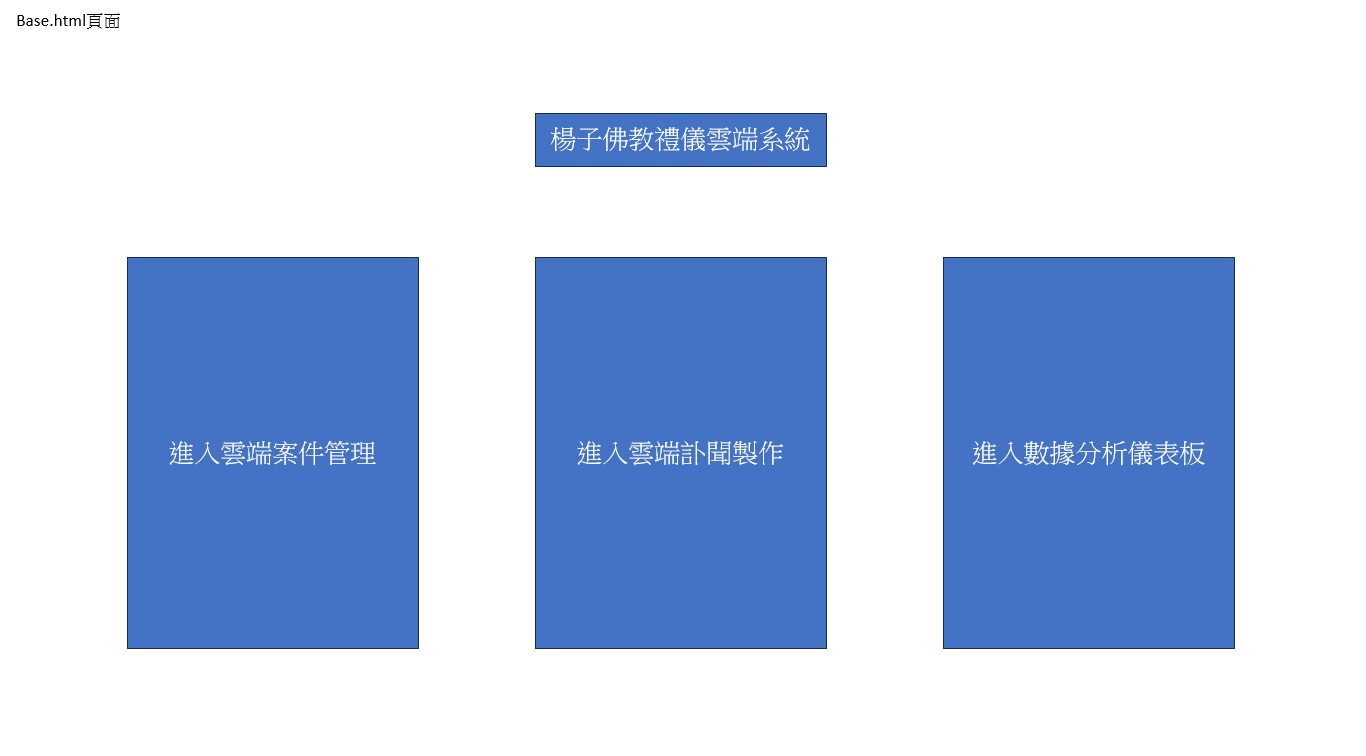 Base.html頁面
楊子佛教禮儀雲端系統
進入雲端案件管理
進入雲端訃聞製作
進入數據分析儀表板